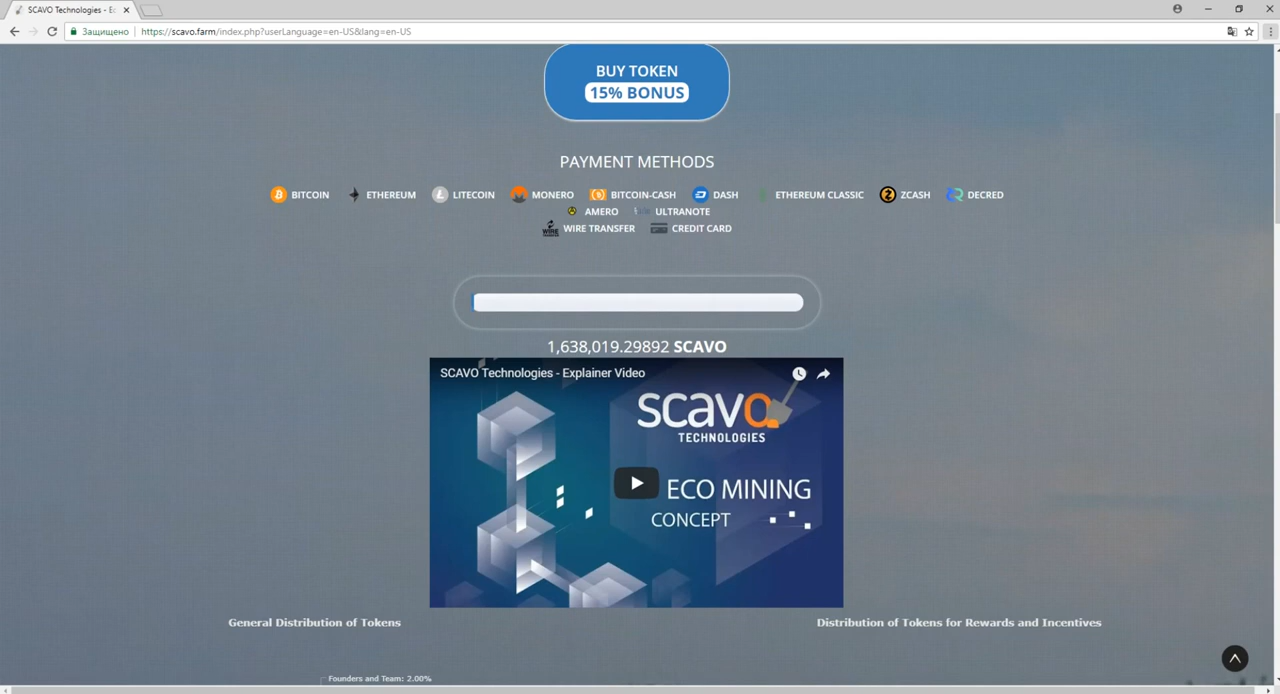 SCAVO Technologies - Ec
Защищено https://scavo.farm/index.php?userLanguage=en-US&lang=en-US
BUY TOKEN
15% BONUS
PAYMENT METHODS
BITCOIN ETHEREUM LITECOIN MONERO BITCOIN-CASH DASH ETHEREUM CLASSIC ZCASH DECRED
AMERO ULTRANOTE
WIRE WIRE TRANSFER CREDIT CARD
1,638,019.29892 SCAVO
SCAVO Technologies - Explainer Video
scavo
TECHNOLOGIES
ECO MINING
CONCEPT
General Distribution of Tokens Distribution of Tokens for Rewards and Incentives
Founders and Team: 2.00%